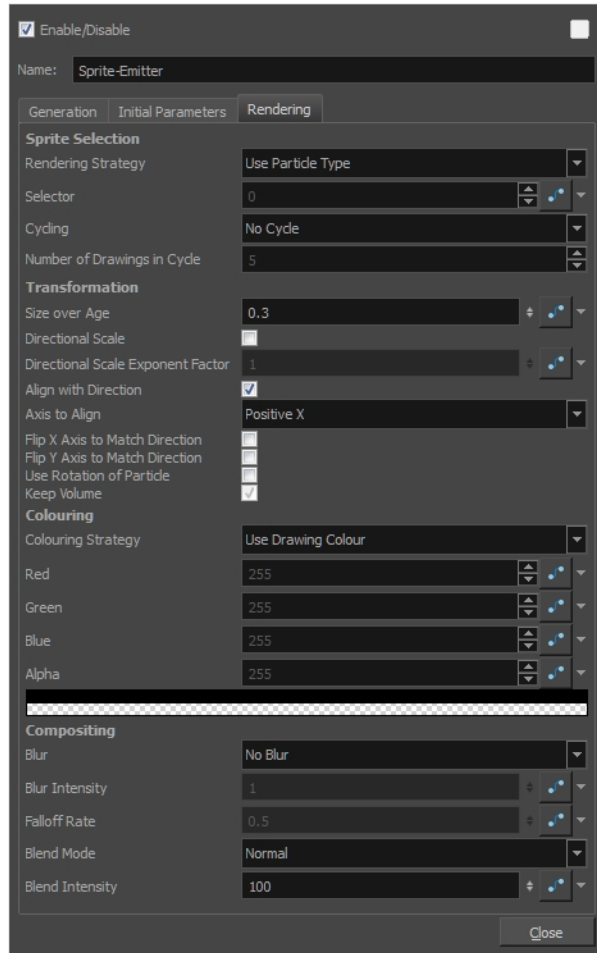 Enable/Disable
Name: Sprite-Emitter
Generation Initial Parameters Rendering
Sprite Selection
Rendering Strategy Use Particle Type
Selector 0
Cycling No Cycle
Number of Drawings in Cycle 5
Transformation
Size over Age 0.3
Directional Scale
Directional Scale Exponent Factor 1
Align with Direction
Axis to Align Positive X
Flip X Axis to Match Direction
Flip Y Axis to Match Direction
Use Rotation of Particle
Keep Volume
Colouring
Colouring Strategy Use Drawing Colour
Red 255
Green 255
Blue 255
Alpha 255
Compositing
Blur No Blur
Blur Intensity 1
Falloff Rate 0.5
Blend Mode Normal
Blend Intensity 100
Close